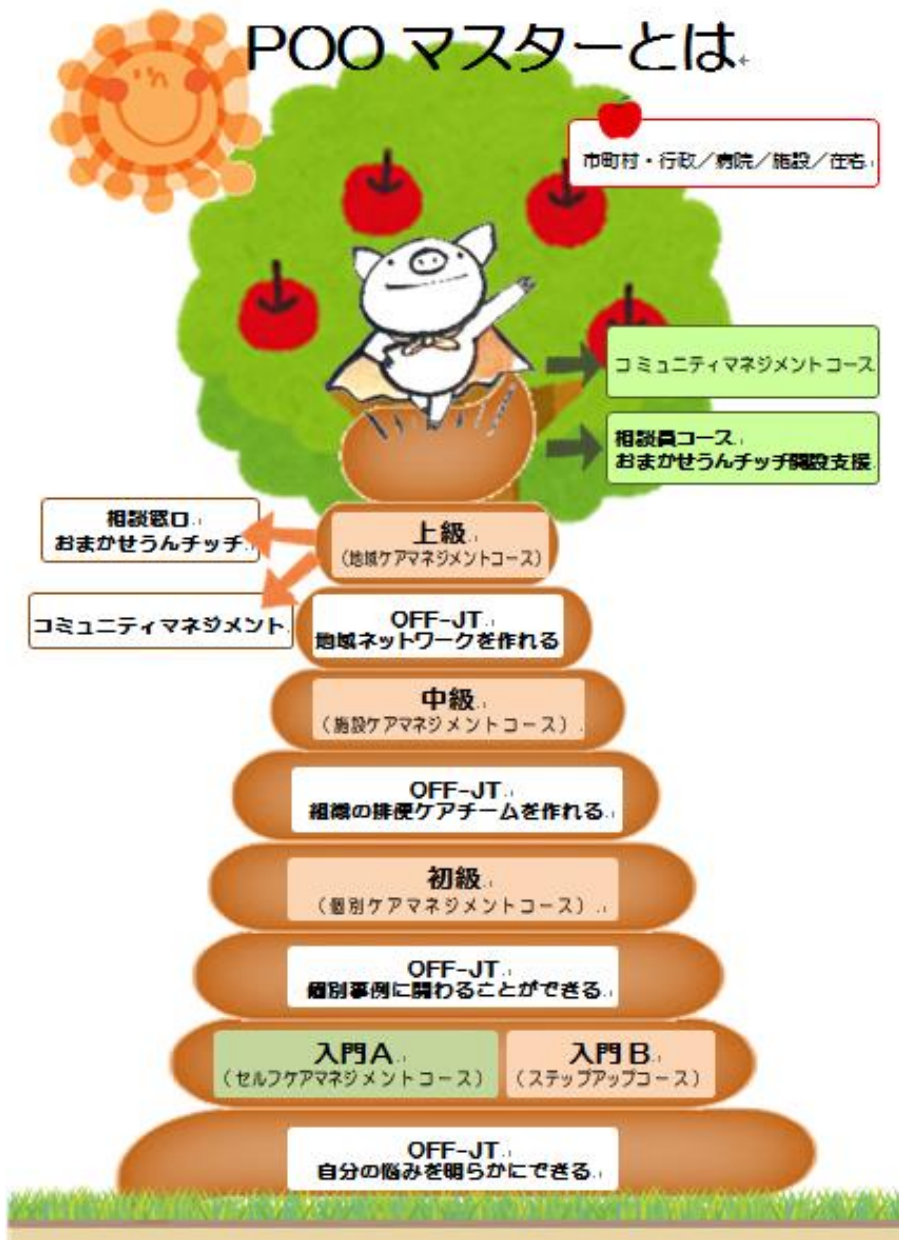 POO マスターとは
市町村・行政／病院／施設／在宅
コミュニティマネジメントコース
相談員コース
おまかせうんチッチ開設支援
相談窓口
おまかせうんチッチ
コミュニティマネジメント
上級
（地域ケアマネジメントコース）
OFF-JT
地域ネットワークを作れる
中級
（施設ケアマネジメントコース）
OFF-JT
組織の排便ケアチームを作れる
初級
（個別ケアマネジメントコース）
OFF-JT
個別事例に関わることができる
入門A
（セルフケアマネジメントコース）
入門B
（ステップアップコース）
OFF-JT
自分の悩みを明らかにできる